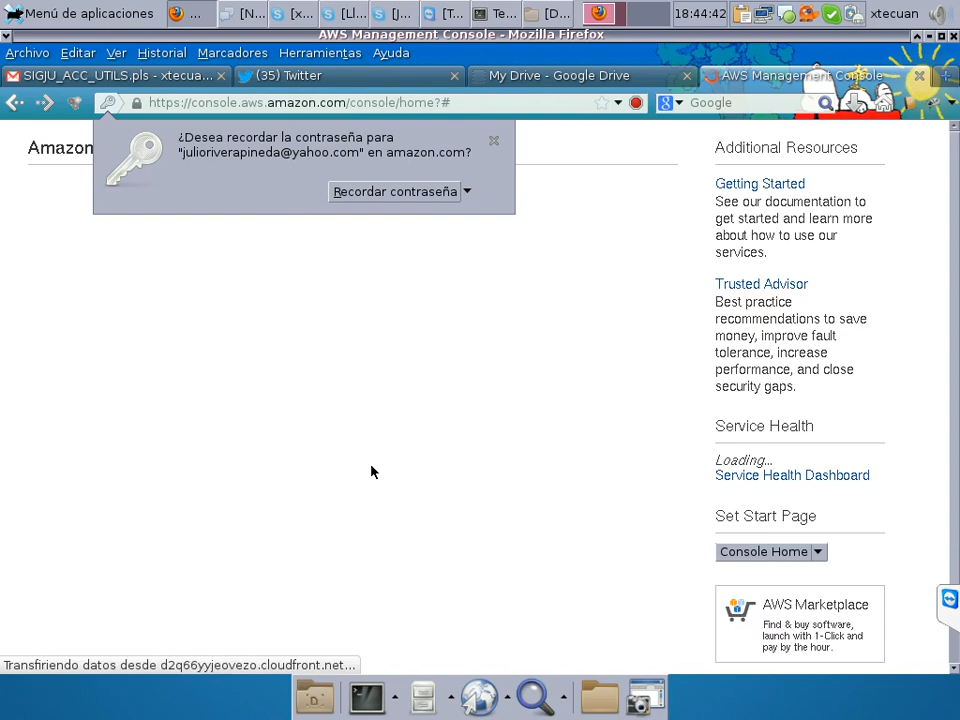 Menú de aplicaciones
...
[N...
[x...
[Ll...
[J...
[T...
Te...
[D...
18:44:42
xtecuan
AWS Management Console - Mozilla Firefox
Archivo Editar Ver Historial Marcadores Herramientas Ayuda
SIGJU_ACC_UTILS.pls - xtecua...
(35) Twitter
My Drive - Google Drive
AWS Management Console
https://console.aws.amazon.com/console/home?#
Google
¿Desea recordar la contraseña para
"julioriverapineda@yahoo.com" en amazon.com?
Recordar contraseña
Amazon
Additional Resources
Getting Started
See our documentation to
get started and learn more
about how to use our
services.
Trusted Advisor
Best practice
recommendations to save
money, improve fault
tolerance, increase
performance, and close
security gaps.
Service Health
Loading...
Service Health Dashboard
Set Start Page
Console Home
AWS Marketplace
Find & buy software,
launch with 1-Click and
pay by the hour.
Transfiriendo datos desde d2q66yyjeovezo.cloudfront.net...